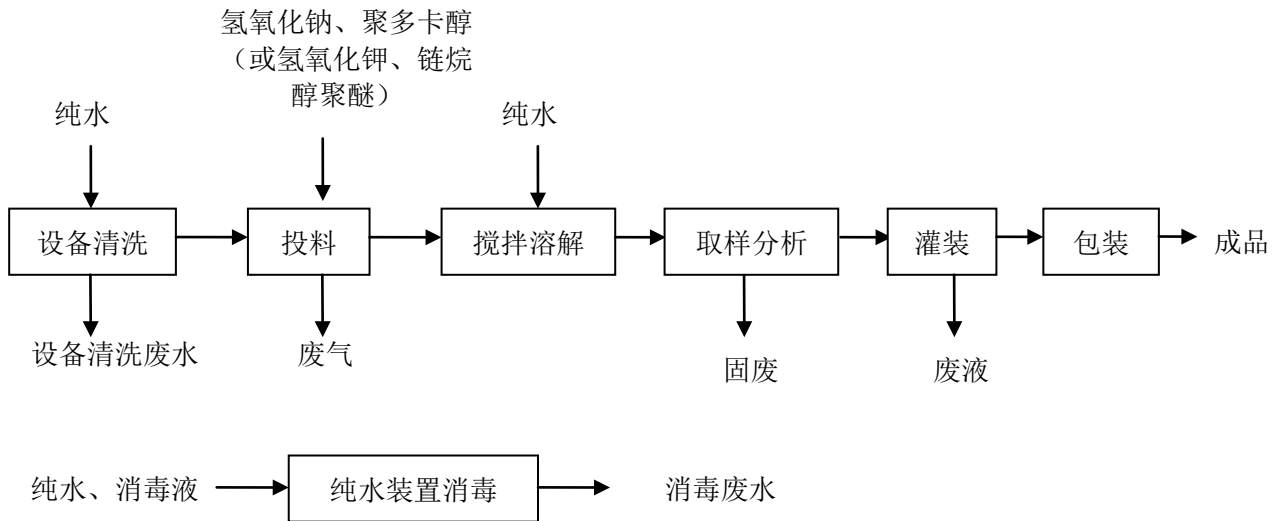 氢氧化钠、聚多卡醇
（或氢氧化钾、链烷
醇聚醚）
纯水
纯水
设备清洗
投料
搅拌溶解
取样分析
灌装
包装
成品
设备清洗废水
废气
固废
废液
纯水、消毒液
纯水装置消毒
消毒废水